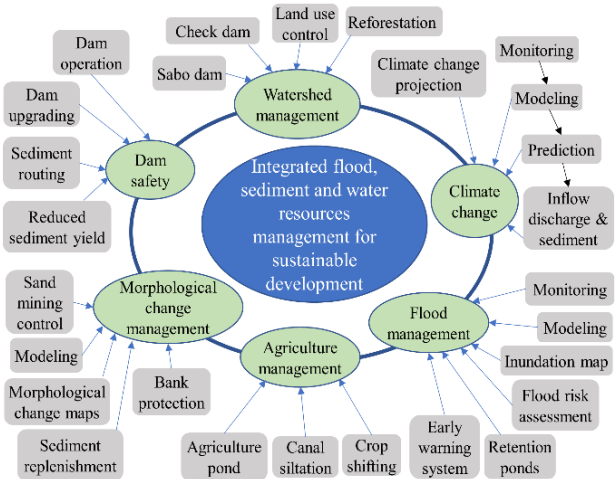 Dam
operation
Check dam
Land use
control
Reforestation
Sabo dam
Watershed
management
Climate change
projection
Monitoring
Modeling
Prediction
Inflow
discharge &
sediment
Climate
change
Dam
upgrading
Sediment
routing
Reduced
sediment yield
Dam
safety
Integrated flood,
sediment and water
resources
management for
sustainable
development
Sand
mining
control
Modeling
Morphological
change maps
Sediment
replenishment
Bank
protection
Morphological
change management
Agriculture
management
Agriculture
pond
Canal
siltation
Crop
shifting
Flood
management
Monitoring
Modeling
Inundation map
Flood risk
assessment
Early
warning
system
Retention
ponds